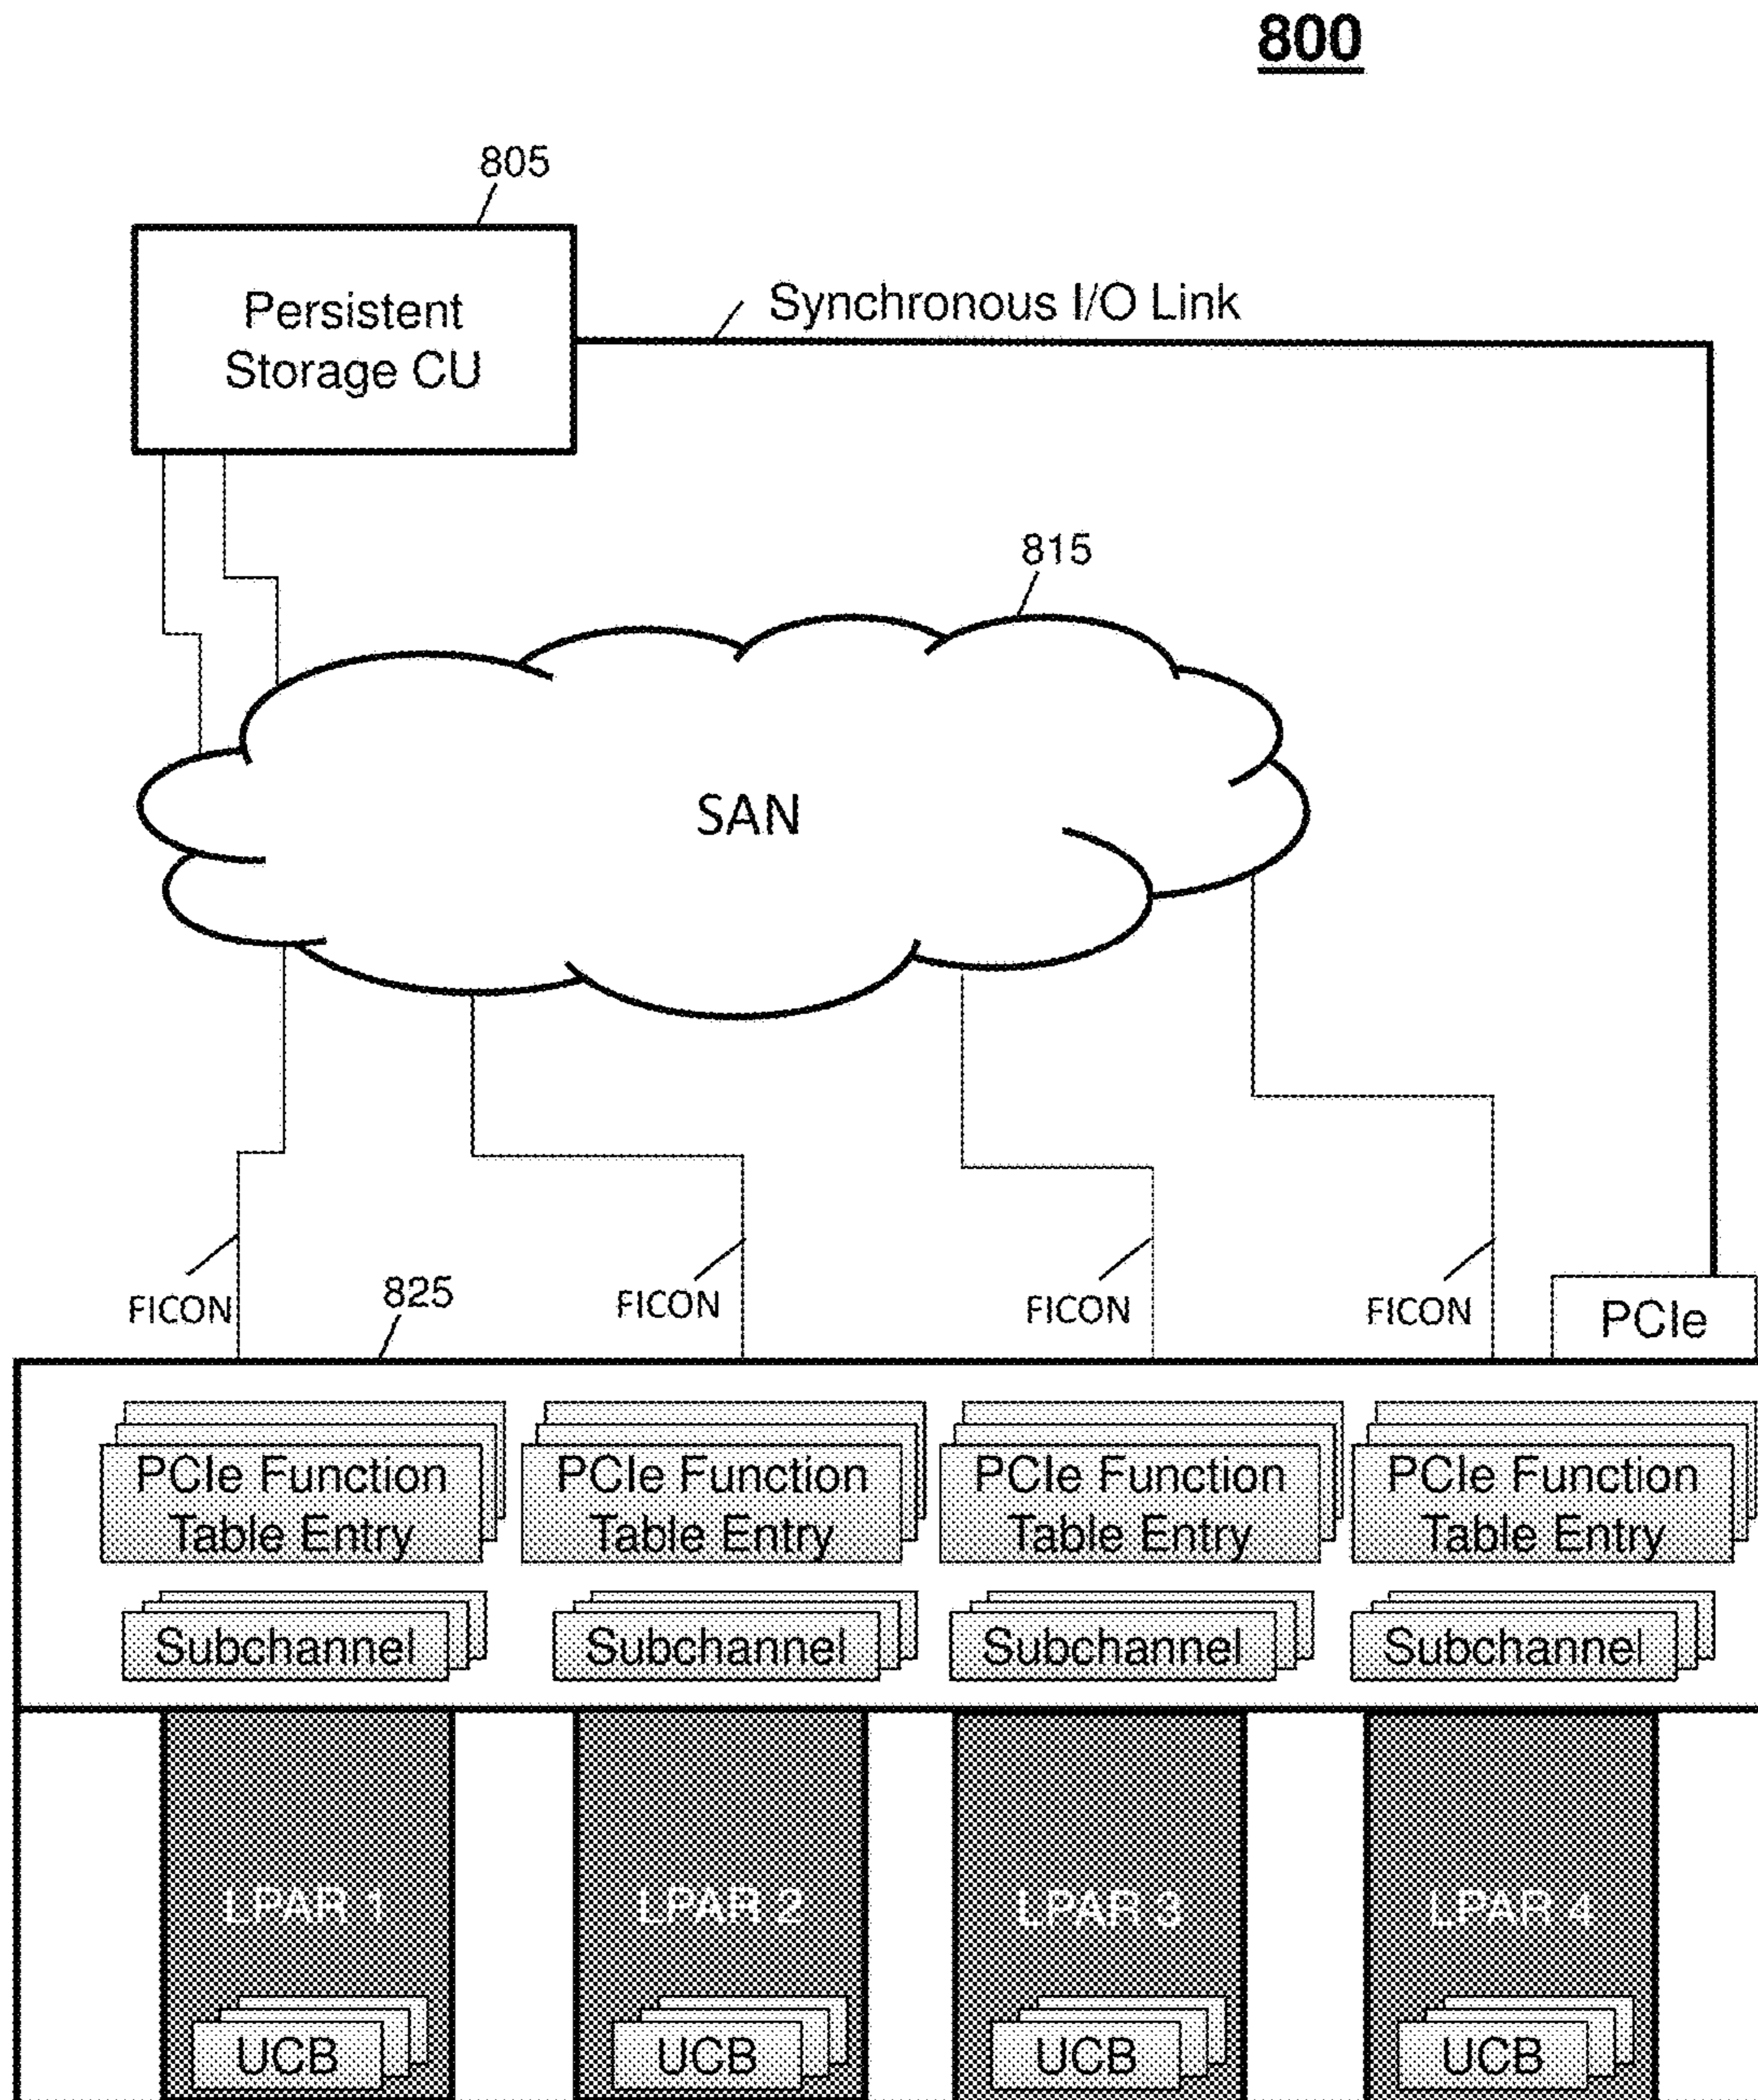 800
805
Persistent
Storage CU
Synchronous I/O Link
815
SAN
FICON
825
FICON
FICON
FICON
PCIe
PCIe Function
Table Entry
PCIe Function
Table Entry
PCIe Function
Table Entry
PCIe Function
Table Entry
Subchannel
Subchannel
Subchannel
Subchannel
LPAR 1
LPAR 2
LPAR 3
LPAR 4
UCB
UCB
UCB
UCB